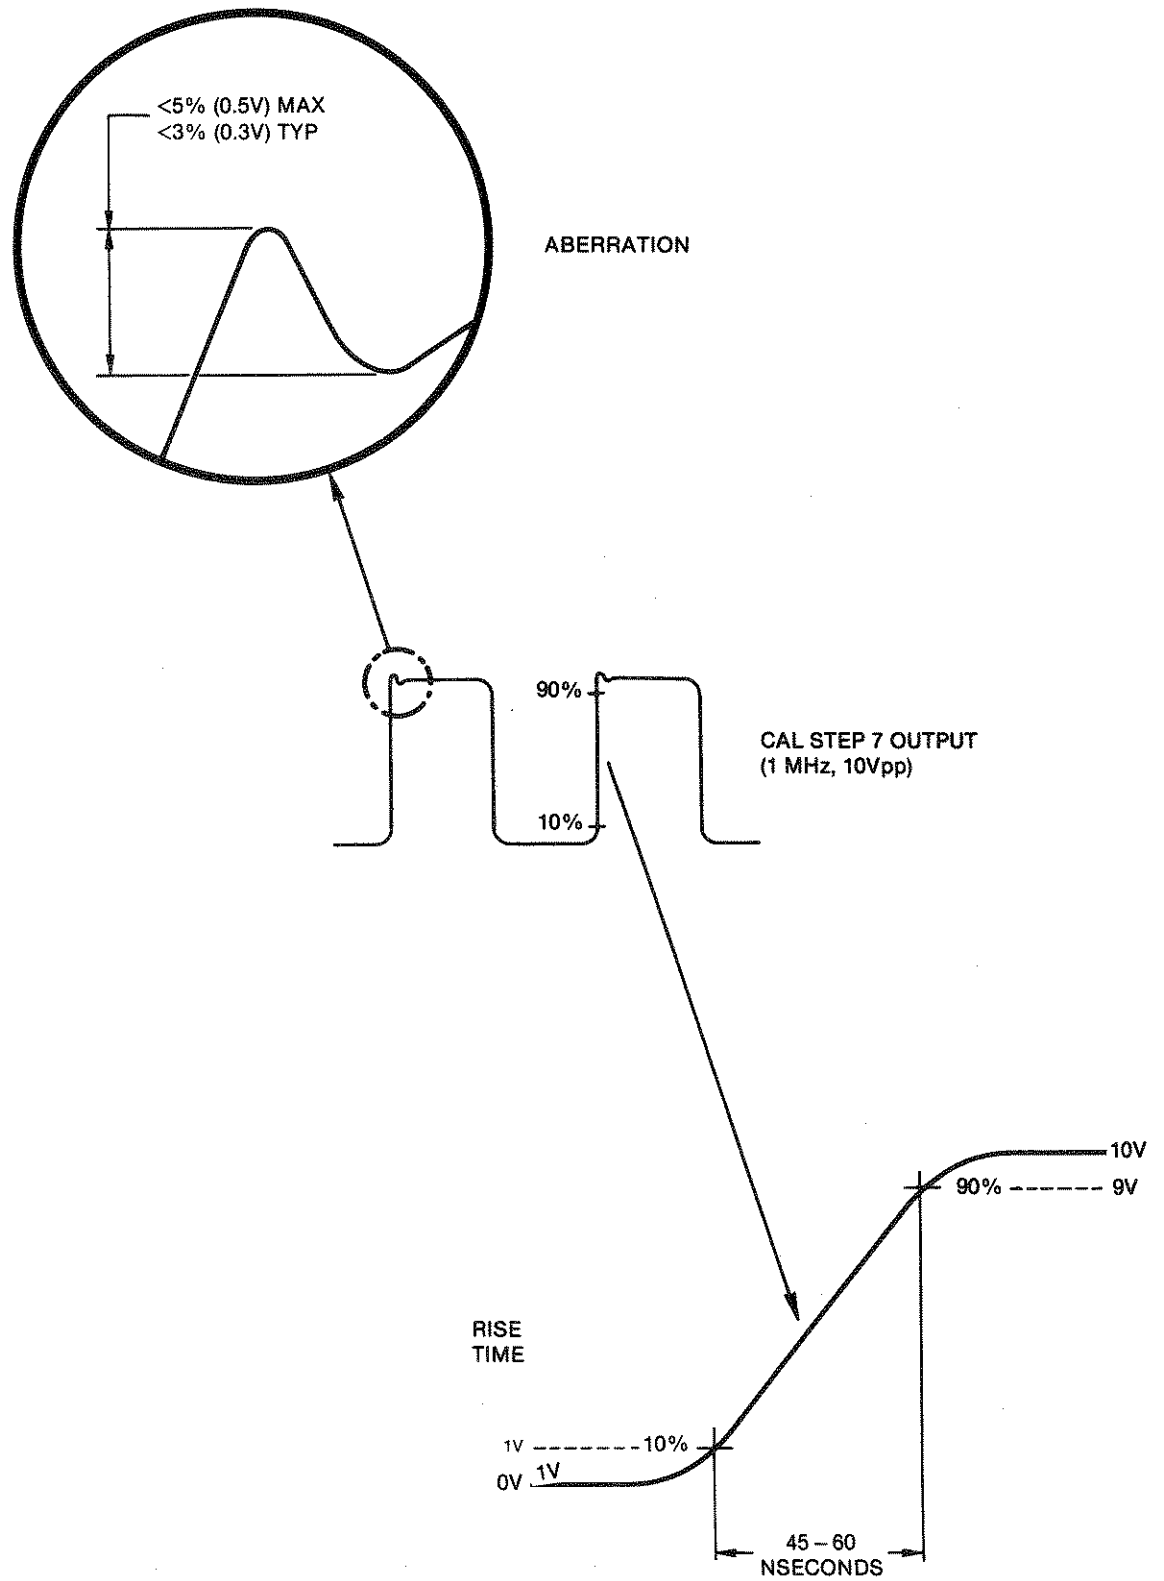 <5% (0.5V) MAX
<3% (0.3V) TYP
ABERRATION
90%
CAL STEP 7 OUTPUT
(1 MHz, 10Vpp)
10%
10V
90% ------ 9V
RISE
TIME
1V ------- 10%
0V 1V
45 – 60
NSECONDS